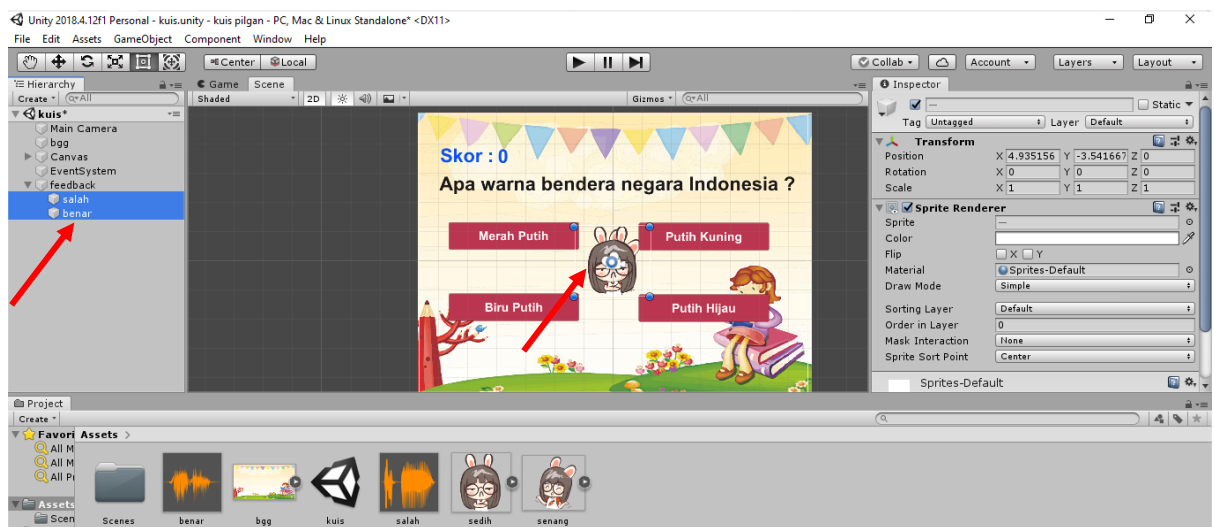 Unity 2018.4.12f1 Personal - kuis.unity - kuis pilgan - PC, Mac & Linux Standalone* <DX11>
File Edit Assets GameObject Component Window Help
Center Local Collab Account Layers Layout
Hierarchy
Create All
kuis*
Main Camera
bgg
Canvas
EventSystem
feedback
salah
benar
Game Scene
Shaded 2D Gizmos All
Skor : 0
Apa warna bendera negara Indonesia ?
Merah Putih
Putih Kuning
Biru Putih
Putih Hijau
Inspector
— Static
Tag Untagged Layer Default
Transform
Position X 4.935156 Y -3.541667 Z 0
Rotation X 0 Y 0 Z 0
Scale X 1 Y 1 Z 1
Sprite Renderer
Sprite —
Color
Flip X Y
Material Sprites-Default
Draw Mode Simple
Sorting Layer Default
Order in Layer 0
Mask Interaction None
Sprite Sort Point Center
Sprites-Default
Project
Create
Favori
All M
All M
All Pr
Assets
Scen
Assets >
Scenes
benar
bgg
kuis
salah
sedih
senang